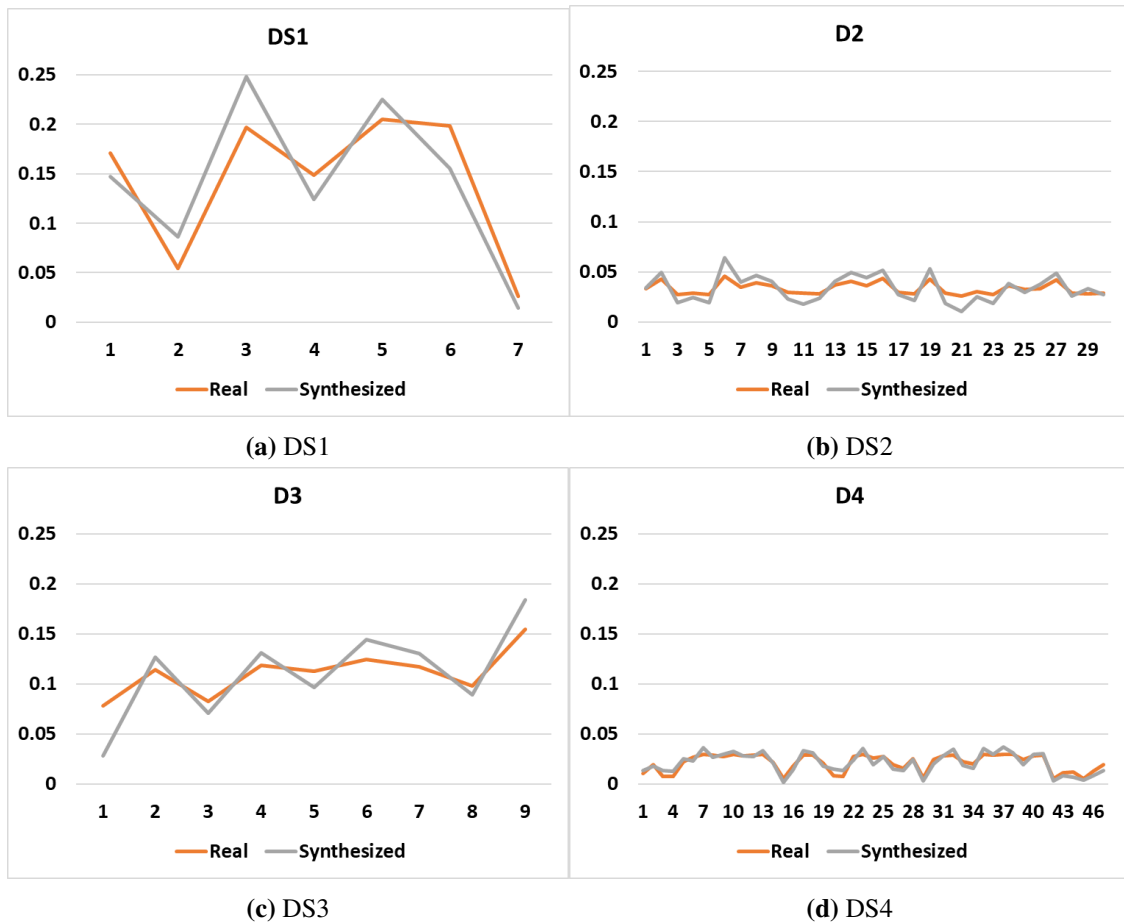 DS1
0.25
0.2
0.15
0.1
0.05
0
1 2 3 4 5 6 7
Real Synthesized
(a) DS1
D2
0.25
0.2
0.15
0.1
0.05
0
1 3 5 7 9 11 13 15 17 19 21 23 25 27 29
Real Synthesized
(b) DS2
D3
0.25
0.2
0.15
0.1
0.05
0
1 2 3 4 5 6 7 8 9
Real Synthesized
(c) DS3
D4
0.25
0.2
0.15
0.1
0.05
0
1 4 7 10 13 16 19 22 25 28 31 34 37 40 43 46
Real Synthesized
(d) DS4